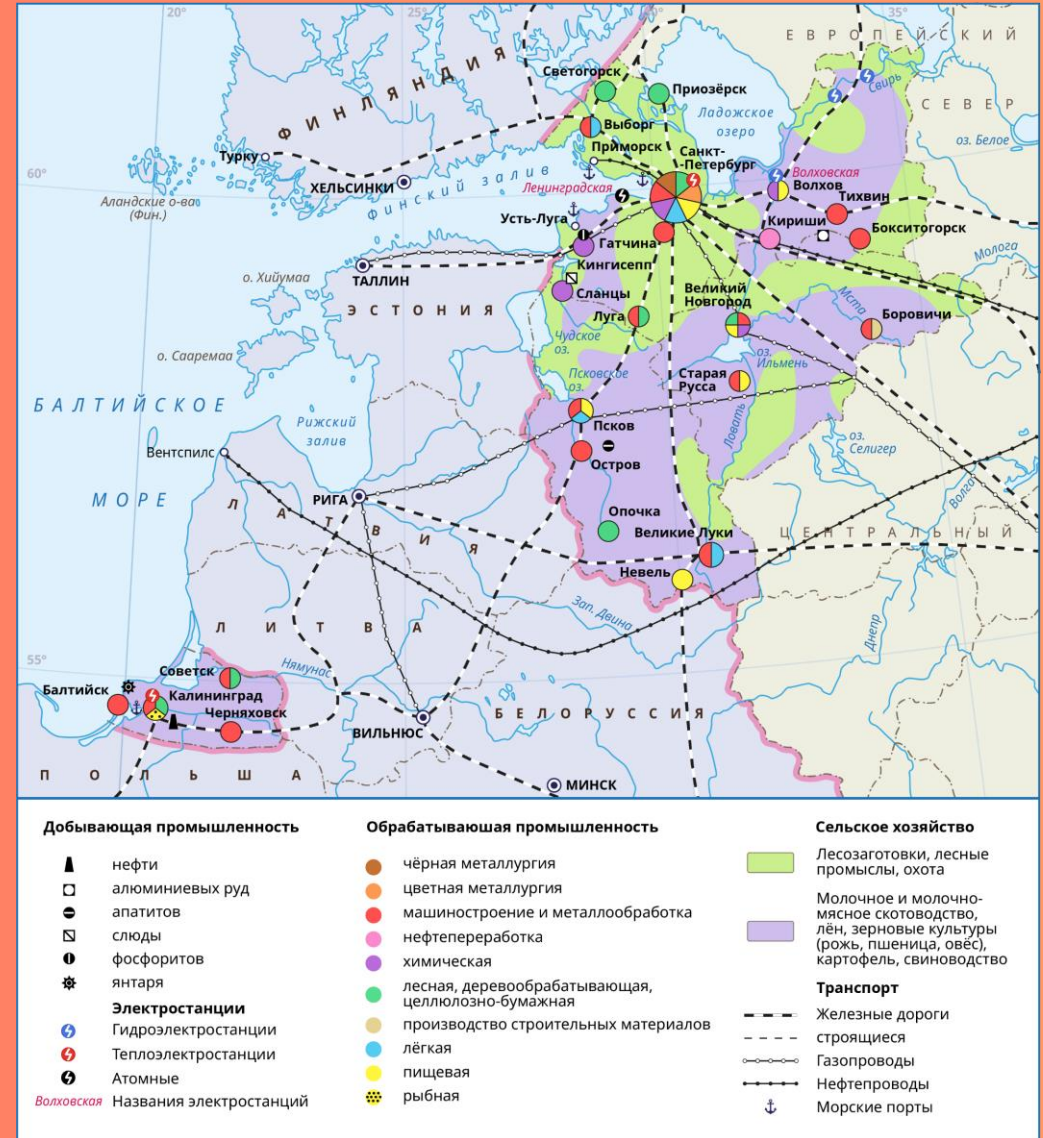 20°
35°
ЕВРОПЕЙСКИЙ
СЕВЕР
ФИНЛЯНДИЯ
Светогорск
Приозёрск
Свирь
Ладожское
озеро
оз. Белое
Выборг
Приморск
Санкт-
-Петербург
Турку
60°
ХЕЛЬСИНКИ
Финский залив
Ленинградская
Волховская
Волхов
Тихвин
Аландские о-ва
(Фин.)
Усть-Луга
Кириши
Бокситогорск
Гатчина
Молога
Кингисепп
о. Хийумаа
ТАЛЛИН
Сланцы
Великий
Новгород
ЭСТОНИЯ
Луга
Мста
Боровичи
Чудское
оз.
о. Сааремаа
оз.
Ильмень
Псковское
оз.
Старая
Русса
БАЛТИЙСКОЕ
МОРЕ
Рижский
залив
Псков
Ловать
оз.
Селигер
Вентспилс
Остров
Волга
РИГА
ЛАТВИЯ
Опочка
Великие Луки
ЦЕНТРАЛЬНЫЙ
Невель
Зап. Двина
Днепр
ЛИТВА
55°
Советск
Нямунас
Балтийск
Калининград
Черняховск
ВИЛЬНЮС
БЕЛОРУССИЯ
ПОЛЬША
МИНСК
Добывающая промышленность
нефти
алюминиевых руд
апатитов
слюды
фосфоритов
янтаря
Электростанции
Гидроэлектростанции
Теплоэлектростанции
Атомные
Волховская Названия электростанций
Обрабатывиошая промышленность
чёрная металлургия
цветная металлургия
машиностроение и металлообработка
нефтепереработка
химическая
лесная, деревообрабатывающая,
целлюлозно-бумажная
производство строительных материалов
лёгкая
пищевая
рыбная
Сельское хозяйство
Лесозаготовки, лесные
промыслы, охота
Молочное и молочно-
мясное скотоводство,
лён, зерновые культуры
(рожь, пшеница, овёс),
картофель, свиноводство
Транспорт
Железные дороги
строящиеся
Газопроводы
Нефтепроводы
Морские порты